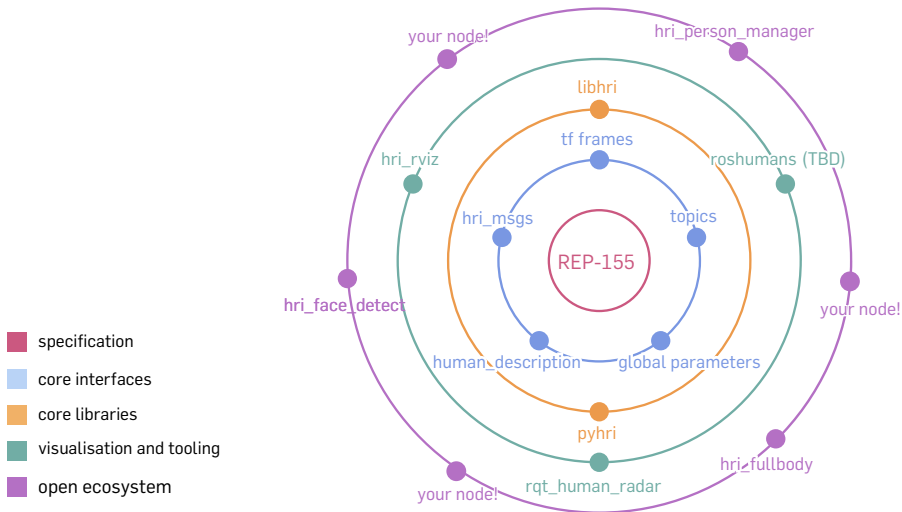 hri_person_manager
your node!
libhri
tf frames
hri_rviz
roshumans (TBD)
hri_msgs
topics
REP-155
hri_face_detect
your node!
specification
human_description
global parameters
core interfaces
core libraries
pyhri
visualisation and tooling
hri_fullbody
rqt_human_radar
open ecosystem
your node!